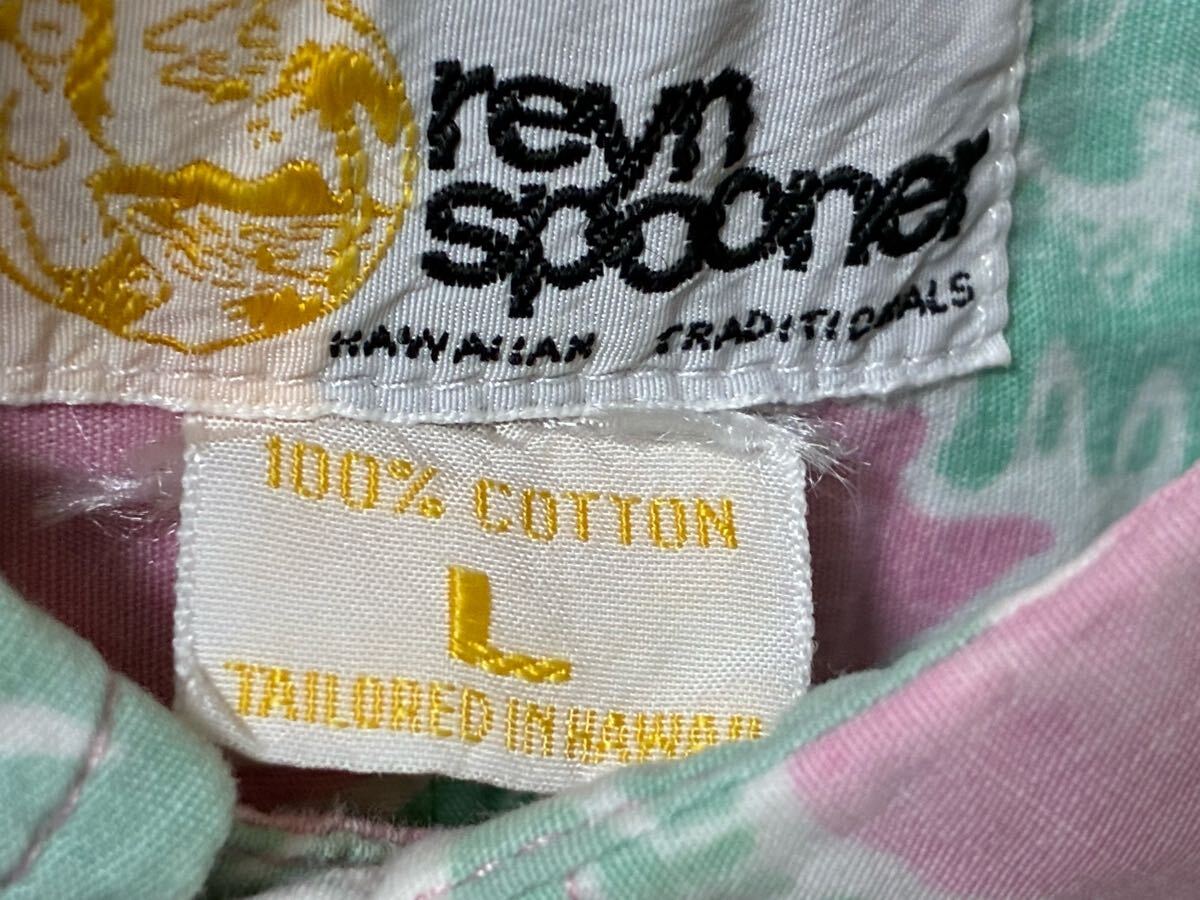 reyn
spooner
HAWAIIAN TRADITIONALS
100% COTTON
L
TAILORED IN HAWAII